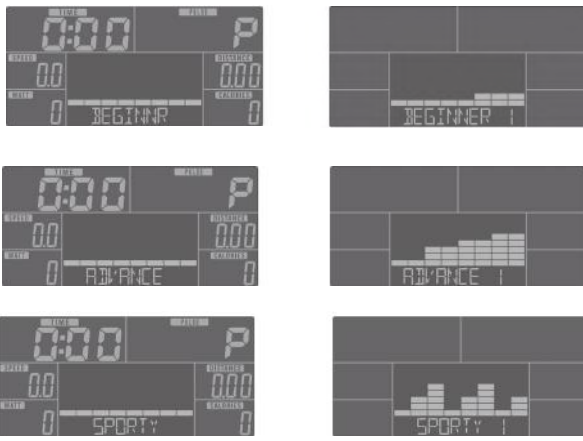 TIME PULSE
0:00 P
SPEED DISTANCE
0.0 0.00
WATT CALORIES
0 0
BEGINNR
BEGINNER 1
TIME PULSE
0:00 P
SPEED DISTANCE
0.0 0.00
WATT CALORIES
0 0
ADVANCE
ADVANCE 1
TIME PULSE
0:00 P
SPEED DISTANCE
0.0 0.00
WATT CALORIES
0 0
SPORTY
SPORTY 1